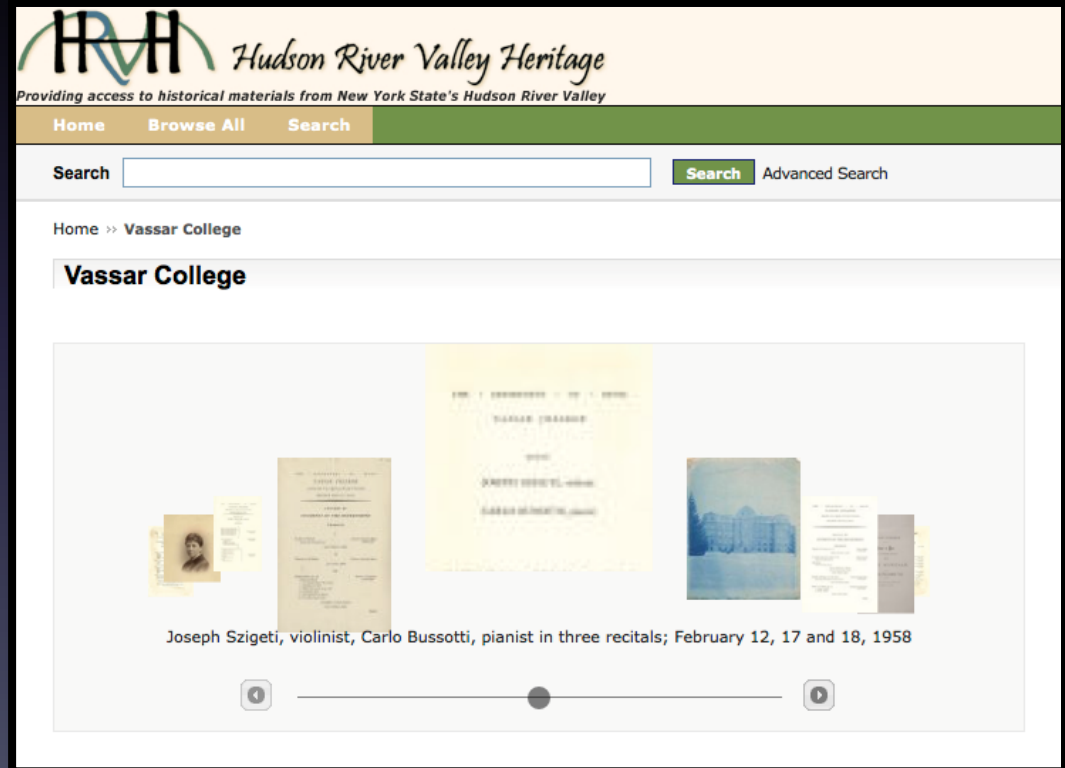 HRVH Hudson River Valley Heritage
Providing access to historical materials from New York State's Hudson River Valley
Home Browse All Search
Search Search Advanced Search
Home » Vassar College
Vassar College
VASSAR COLLEGE
Joseph Szigeti, violinist, Carlo Bussotti, pianist in three recitals; February 12, 17 and 18, 1958